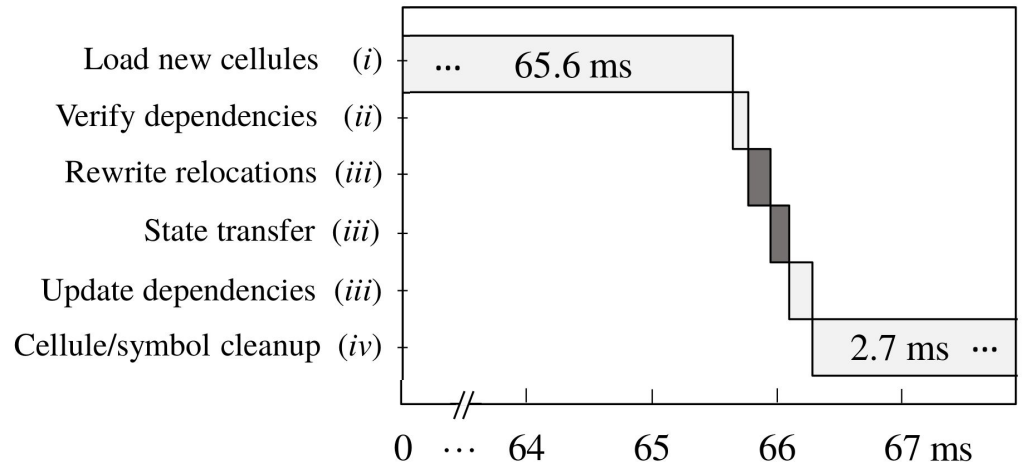 Load new cellules (i) ... 65.6 ms
Verify dependencies (ii)
Rewrite relocations (iii)
State transfer (iii)
Update dependencies (iii)
Cellule/symbol cleanup (iv) 2.7 ms ...
0 ... 64 65 66 67 ms